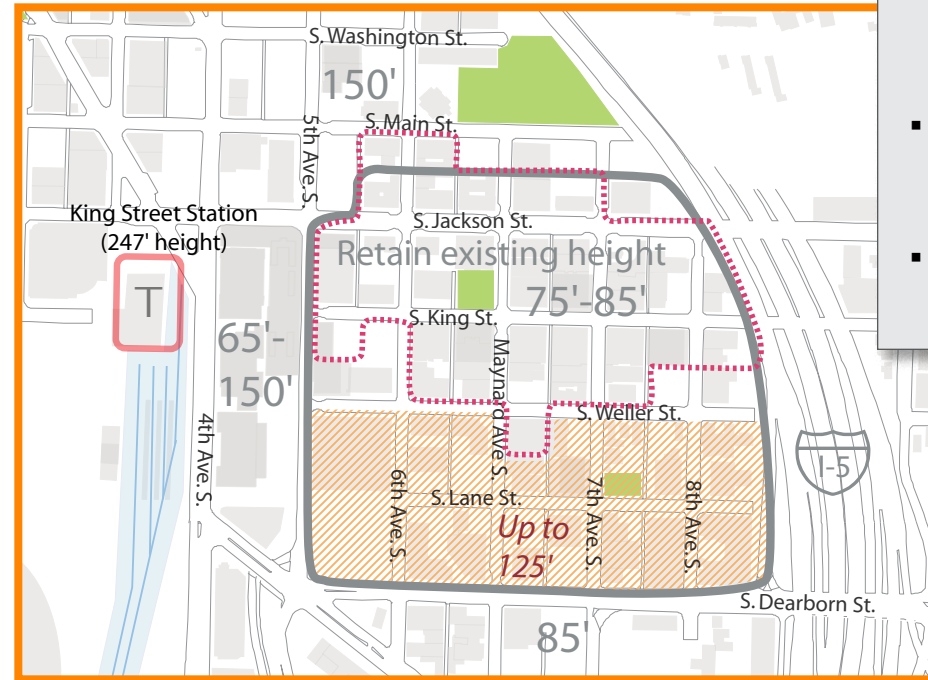 S. Washington St.
150'
S. Main St.
5th Ave. S.
King Street Station
(247' height)
S. Jackson St.
Retain existing height
75'-85'
T
S. King St.
65'-
150'
Maynard Ave S.
S. Weller St.
4th Ave. S.
I-5
6th Ave. S.
S. Lane St.
7th Ave. S.
8th Ave. S.
Up to
125'
S. Dearborn St.
85'